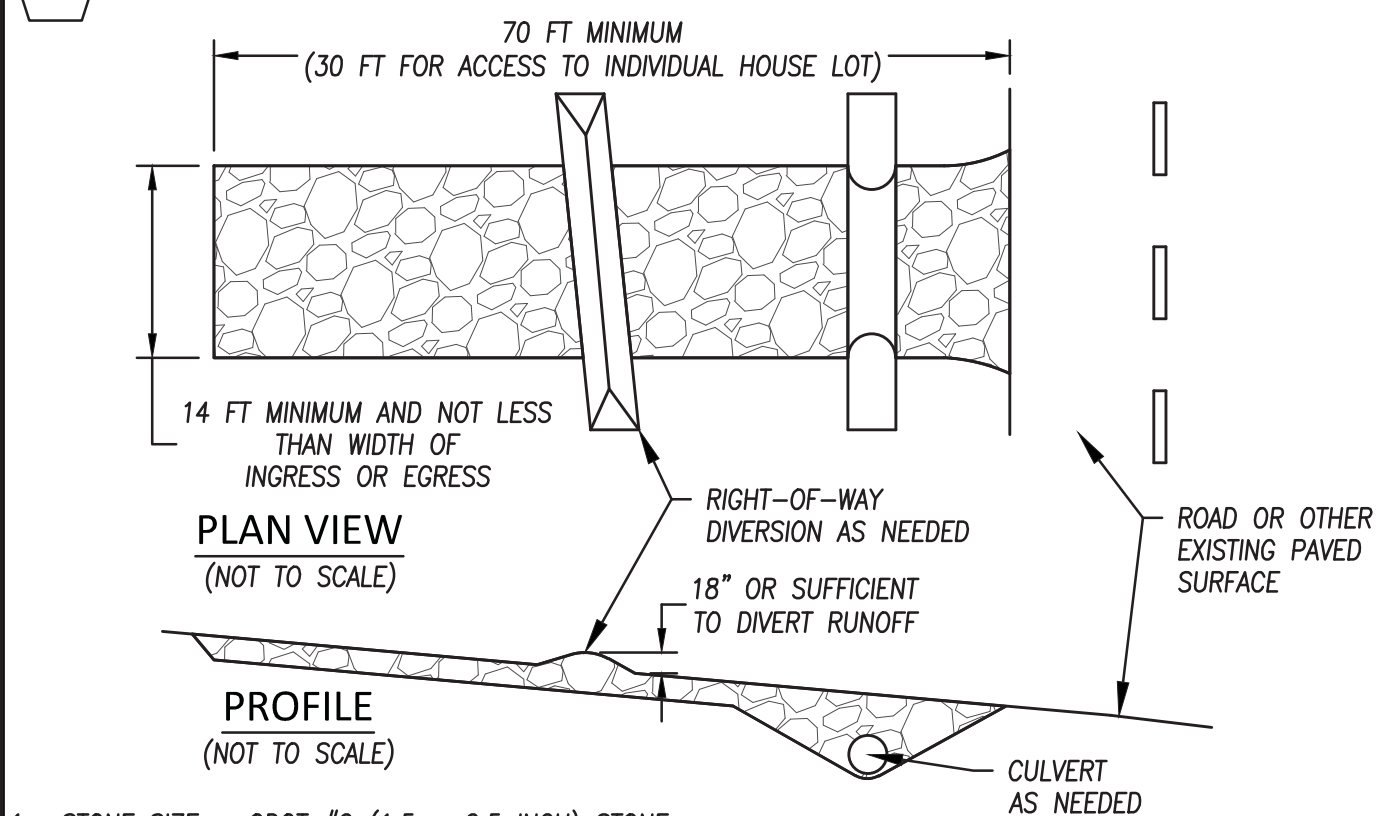 70 FT MINIMUM
(30 FT FOR ACCESS TO INDIVIDUAL HOUSE LOT)
14 FT MINIMUM AND NOT LESS
THAN WIDTH OF
INGRESS OR EGRESS
PLAN VIEW
(NOT TO SCALE)
RIGHT-OF-WAY
DIVERSION AS NEEDED
ROAD OR OTHER
EXISTING PAVED
SURFACE
18" OR SUFFICIENT
TO DIVERT RUNOFF
PROFILE
(NOT TO SCALE)
CULVERT
AS NEEDED
STONE SIZE